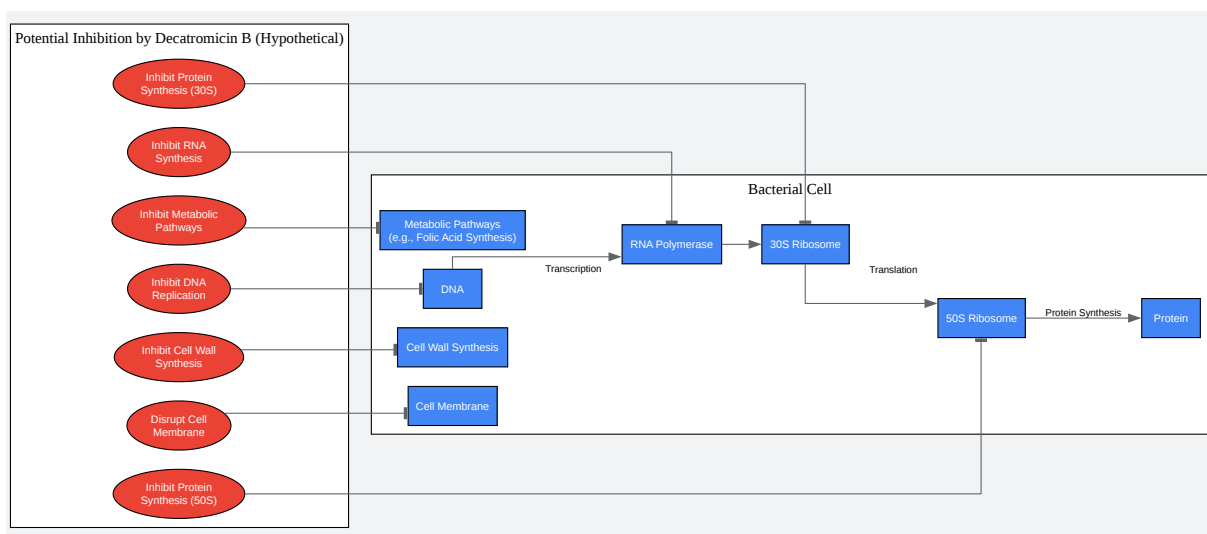 Potential Inhibition by Decatromicin B (Hypothetical)
Inhibit Protein
Synthesis (30S)
Inhibit RNA
Synthesis
Inhibit Metabolic
Pathways
Inhibit DNA
Replication
Inhibit Cell Wall
Synthesis
Disrupt Cell
Membrane
Inhibit Protein
Synthesis (50S)
Bacterial Cell
Metabolic Pathways
(e.g., Folic Acid Synthesis)
DNA
Transcription
RNA Polymerase
30S Ribosome
Translation
50S Ribosome
Protein Synthesis
Protein
Cell Wall Synthesis
Cell Membrane